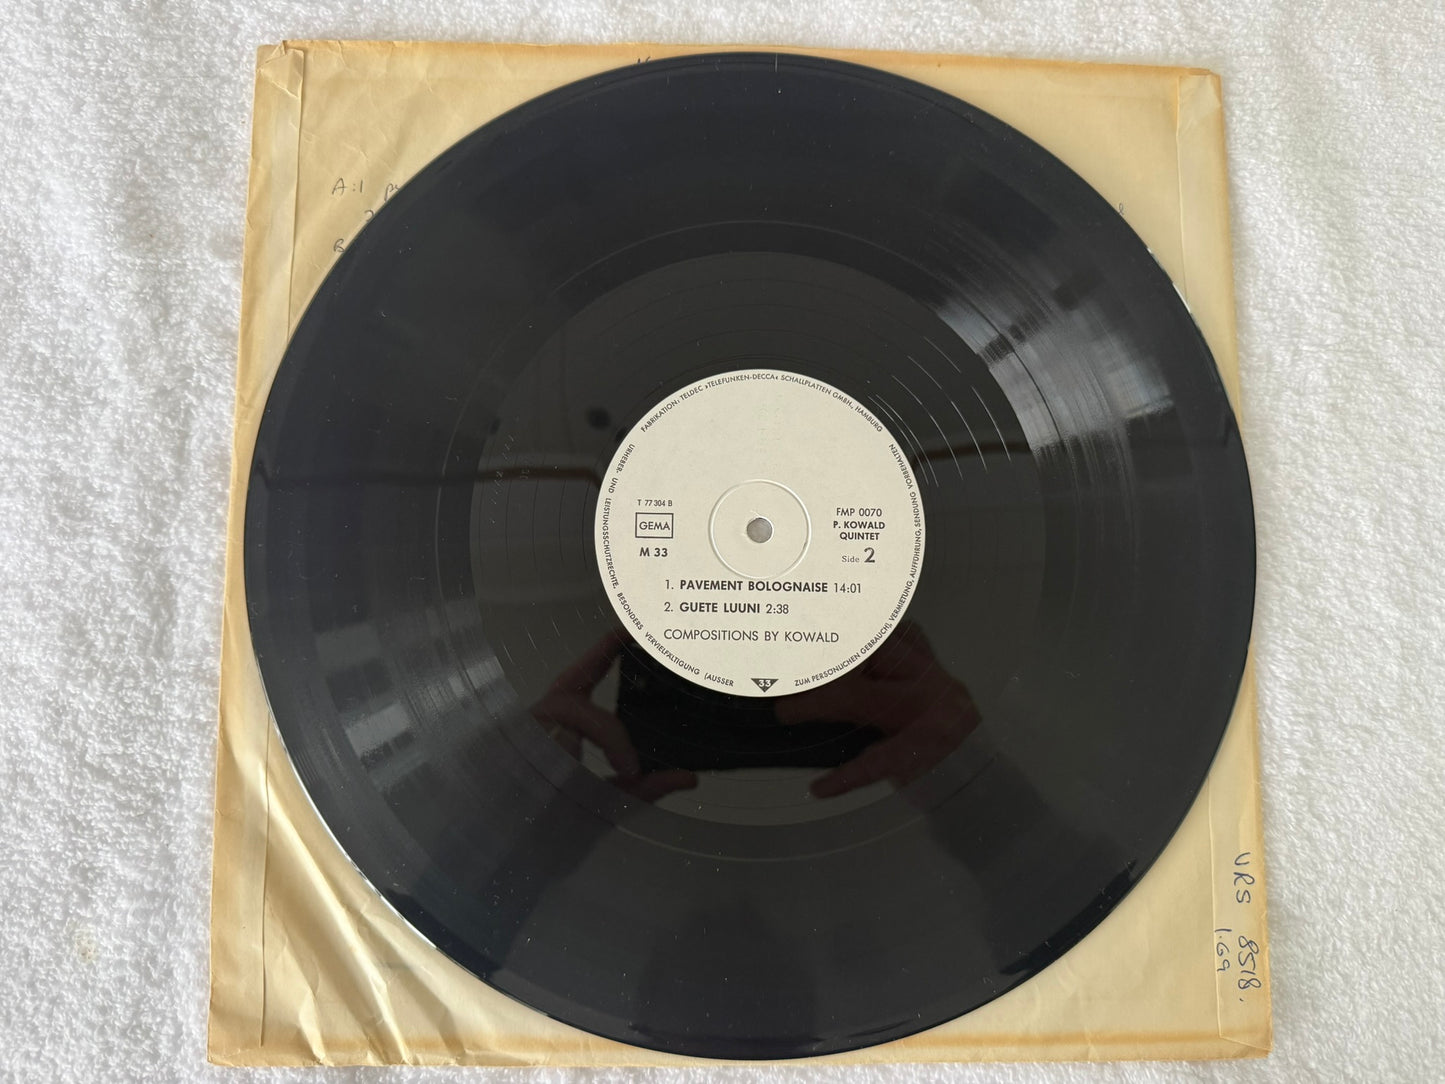 A:1
B
FABRIKATION: TELDEC »TELEFUNKEN-DECCA« SCHALLPLATTEN GMBH., HAMBURG
URHEBER- UND LEISTUNGSSCHUTZRECHTE, BESONDERS VERVIELFÄLTIGUNG (AUSSER ZUM PERSÖNLICHEN GEBRAUCH), VERMIETUNG, AUFFÜHRUNG, SENDUNG VORBEHALTEN
T 77 304 B
GEMA
M 33
FMP 0070
P. KOWALD
QUINTET
Side 2
1. PAVEMENT BOLOGNAISE 14:01
2. GUETE LUUNI 2:38
COMPOSITIONS BY KOWALD
33
VRS 8518.
1.69